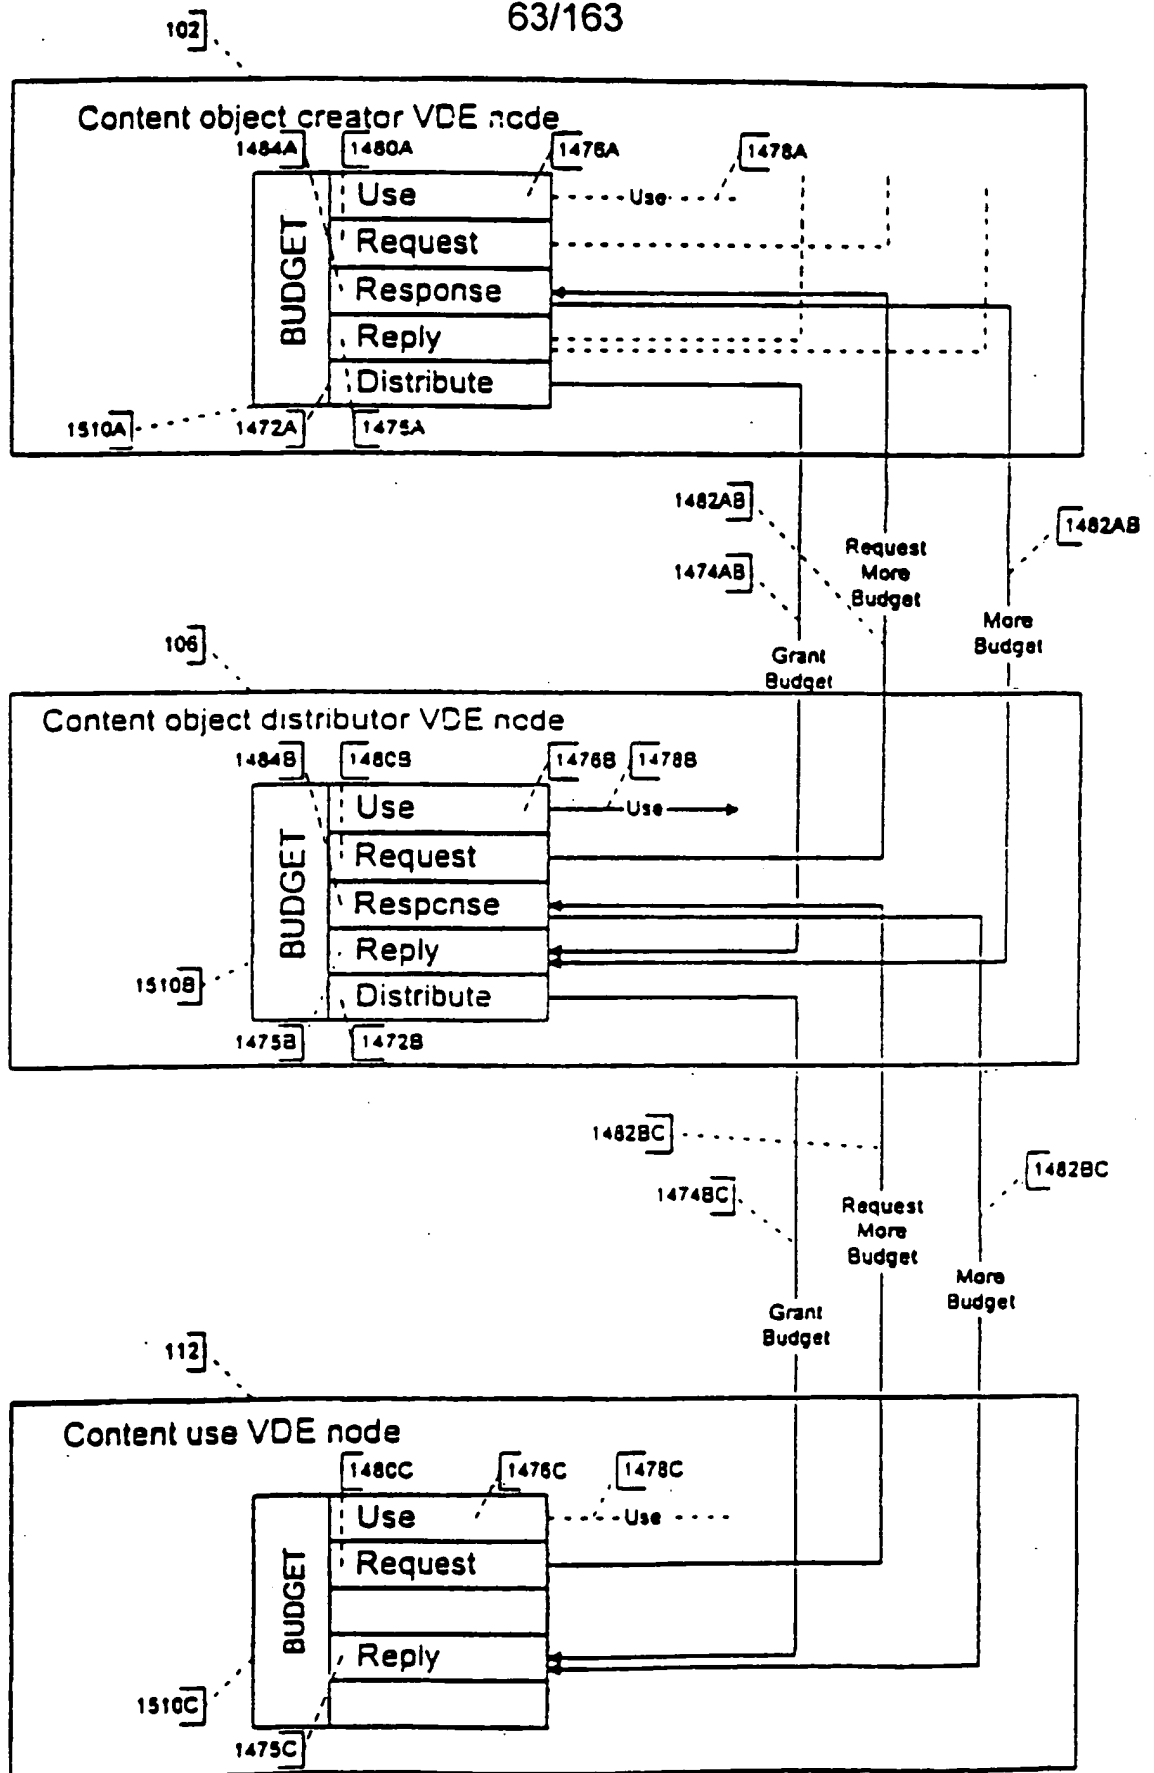 63/163
102
Content object creator VDE node
1484A
1480A
1476A
1478A
BUDGET
Use
Use
Request
Response
Reply
Distribute
1510A
1472A
1475A
1482AB
1482AB
1474AB
Request
More
Budget
More
Budget
Grant
Budget
106
Content object distributor VDE node
1484B
1480B
1476B
1478B
BUDGET
Use
Use
Request
Response
Reply
Distribute
1510B
1475B
1472B
1482BC
1482BC
1474BC
Request
More
Budget
More
Budget
Grant
Budget
112
Content use VDE node
1480C
1476C
1478C
BUDGET
Use
Use
Request
Reply
1510C
1475C